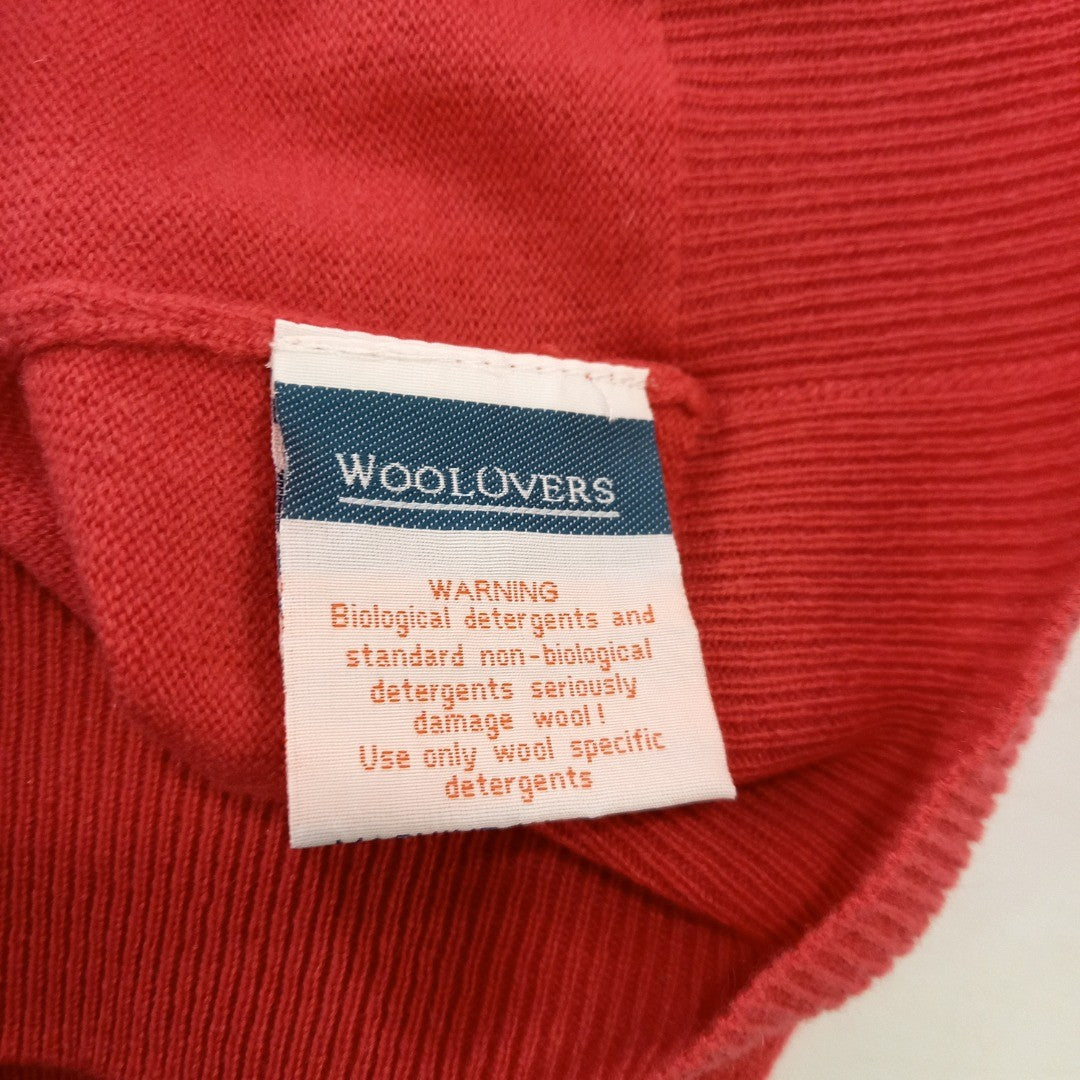 WOOLOVERS
WARNING
Biological detergents and
standard non-biological
detergents seriously
damage wool!
Use only wool specific
detergents